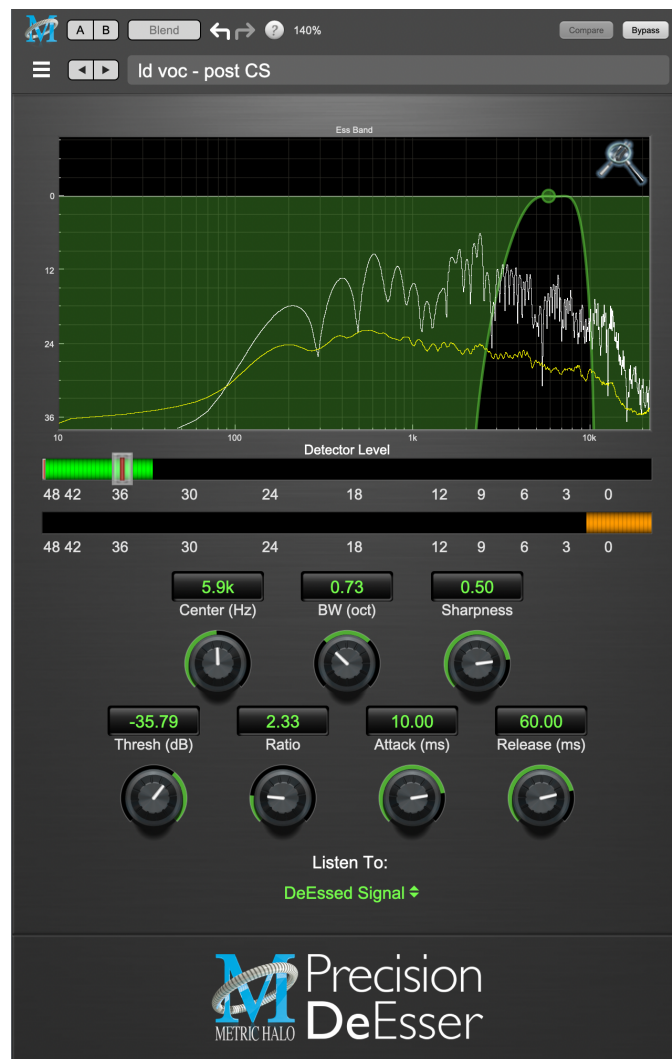 A B Blend ? 140% Compare Bypass
ld voc - post CS
Ess Band
0
12
24
36
10 100 1k 10k
Detector Level
48 42 36 30 24 18 12 9 6 3 0
48 42 36 30 24 18 12 9 6 3 0
5.9k 0.73 0.50
Center (Hz) BW (oct) Sharpness
-35.79 2.33 10.00 60.00
Thresh (dB) Ratio Attack (ms) Release (ms)
Listen To:
DeEssed Signal
M Precision
METRIC HALO DeEsser